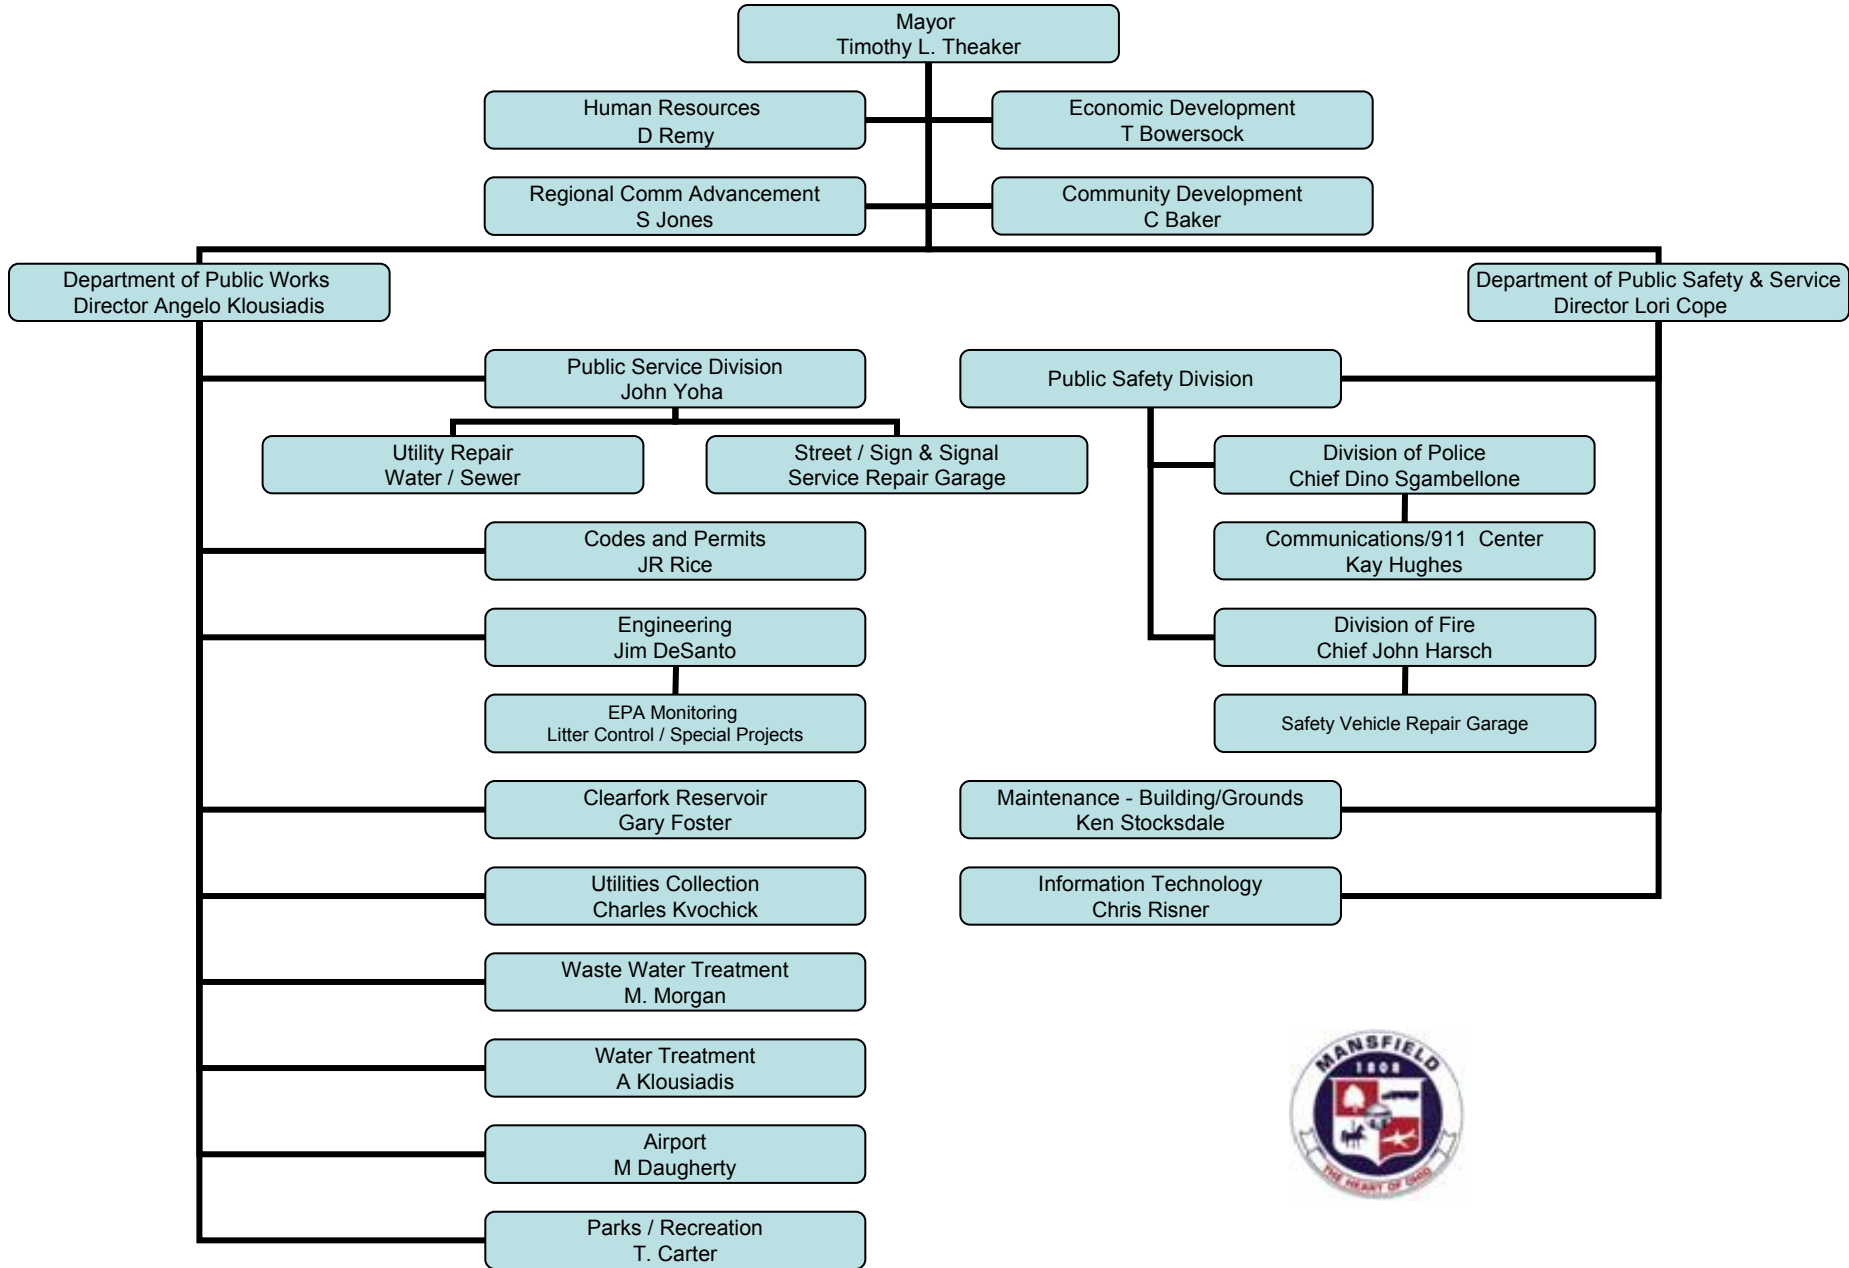 Mayor
Timothy L. Theaker
Human Resources
D Remy
Economic Development
T Bowersock
Regional Comm Advancement
S Jones
Community Development
C Baker
Department of Public Works
Director Angelo Klousiadis
Department of Public Safety & Service
Director Lori Cope
Public Service Division
John Yoha
Public Safety Division
Utility Repair
Water / Sewer
Street / Sign & Signal
Service Repair Garage
Division of Police
Chief Dino Sgambellone
Codes and Permits
JR Rice
Communications/911  Center
Kay Hughes
Engineering
Jim DeSanto
Division of Fire
Chief John Harsch
EPA Monitoring
Litter Control / Special Projects
Safety Vehicle Repair Garage
Clearfork Reservoir
Gary Foster
Maintenance - Building/Grounds
Ken Stocksdale
Utilities Collection
Charles Kvochick
Information Technology
Chris Risner
Waste Water Treatment
M. Morgan
Water Treatment
A Klousiadis
Airport
M Daugherty
Parks / Recreation
T. Carter
MANSFIELD
1808
THE HEART OF OHIO